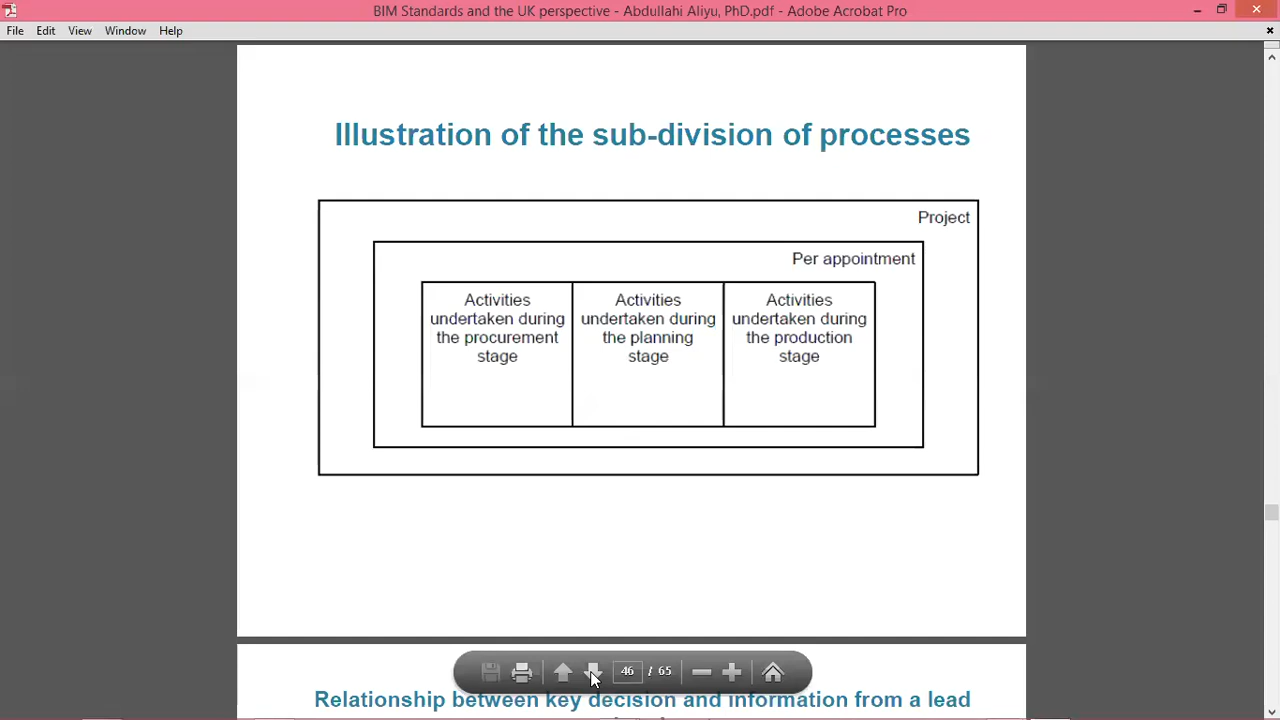 BIM Standards and the UK perspective - Abdullahi Aliyu, PhD.pdf - Adobe Acrobat Pro
File Edit View Window Help
Illustration of the sub-division of processes
Project
Per appointment
Activities
undertaken during
the procurement
stage
Activities
undertaken during
the planning
stage
Activities
undertaken during
the production
stage
46 / 65
Relationship between key decision and information from a lead